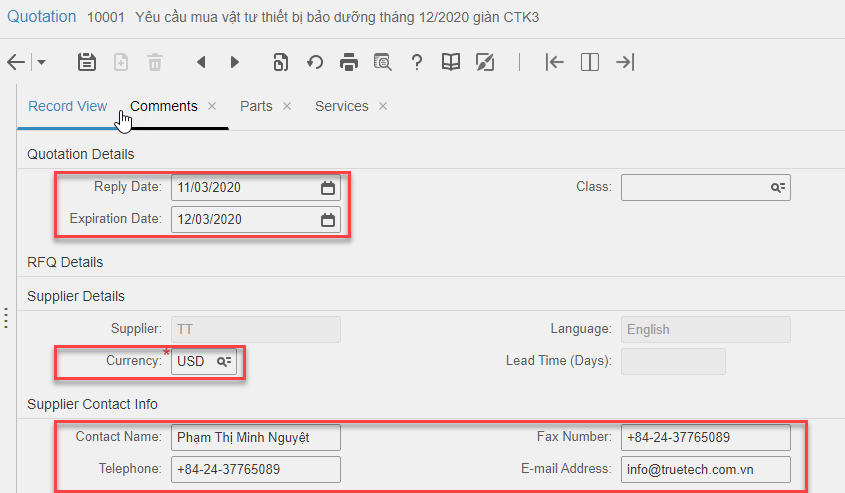 Quotation 10001 Yêu cầu mua vật tư thiết bị bảo dưỡng tháng 12/2020 giàn CTK3
Record View Comments × Parts × Services ×
Quotation Details
Reply Date: 11/03/2020 Class:
Expiration Date: 12/03/2020
RFQ Details
Supplier Details
Supplier: TT Language: English
Currency: * USD Lead Time (Days):
Supplier Contact Info
Contact Name: Phạm Thị Minh Nguyệt Fax Number: +84-24-37765089
Telephone: +84-24-37765089 E-mail Address: info@truetech.com.vn